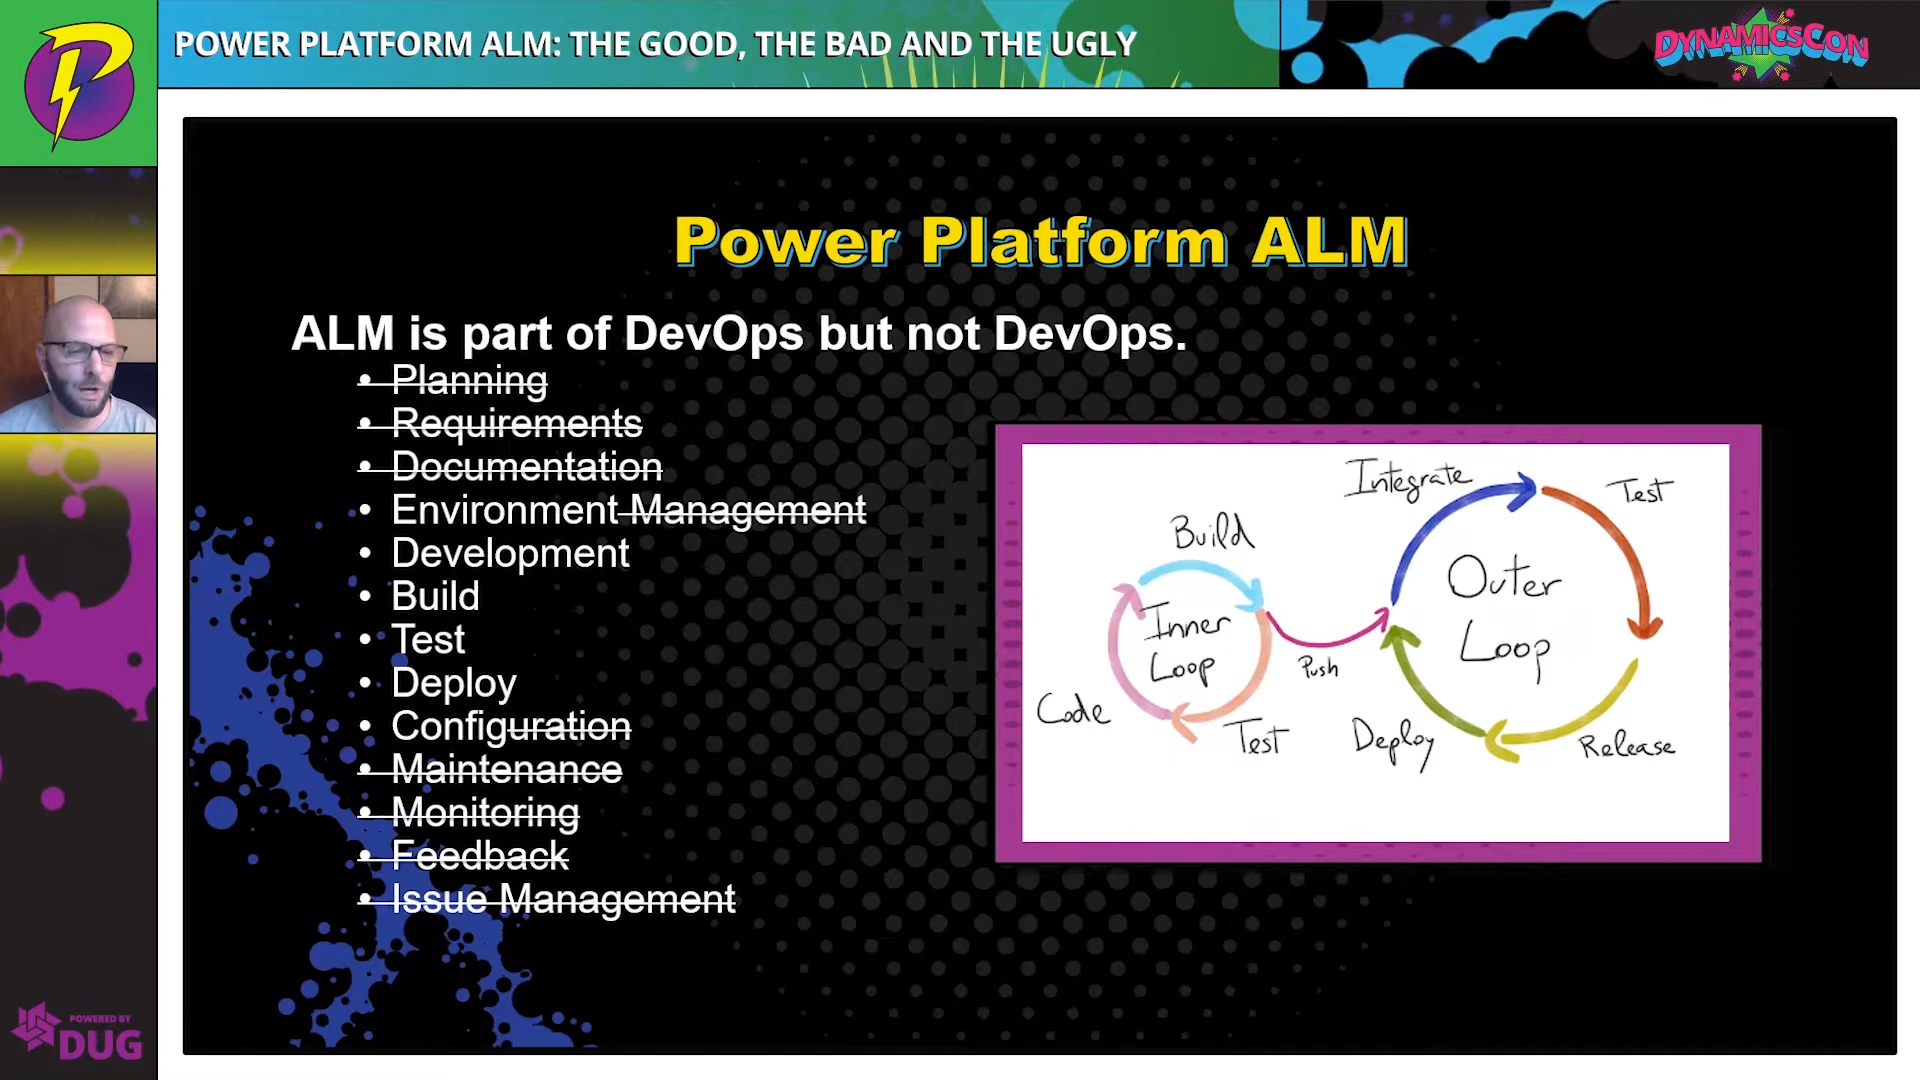 POWER PLATFORM ALM: THE GOOD, THE BAD AND THE UGLY
DYNAMICSCON
Power Platform ALM
ALM is part of DevOps but not DevOps.
• Planning
• Requirements
• Documentation
• Environment Management
• Development
• Build
• Test
• Deploy
• Configuration
• Maintenance
• Monitoring
• Feedback
• Issue Management
Integrate
Test
Build
Outer
Loop
Inner
Loop
Push
Code
Test
Deploy
Release
POWERED BY
DUG